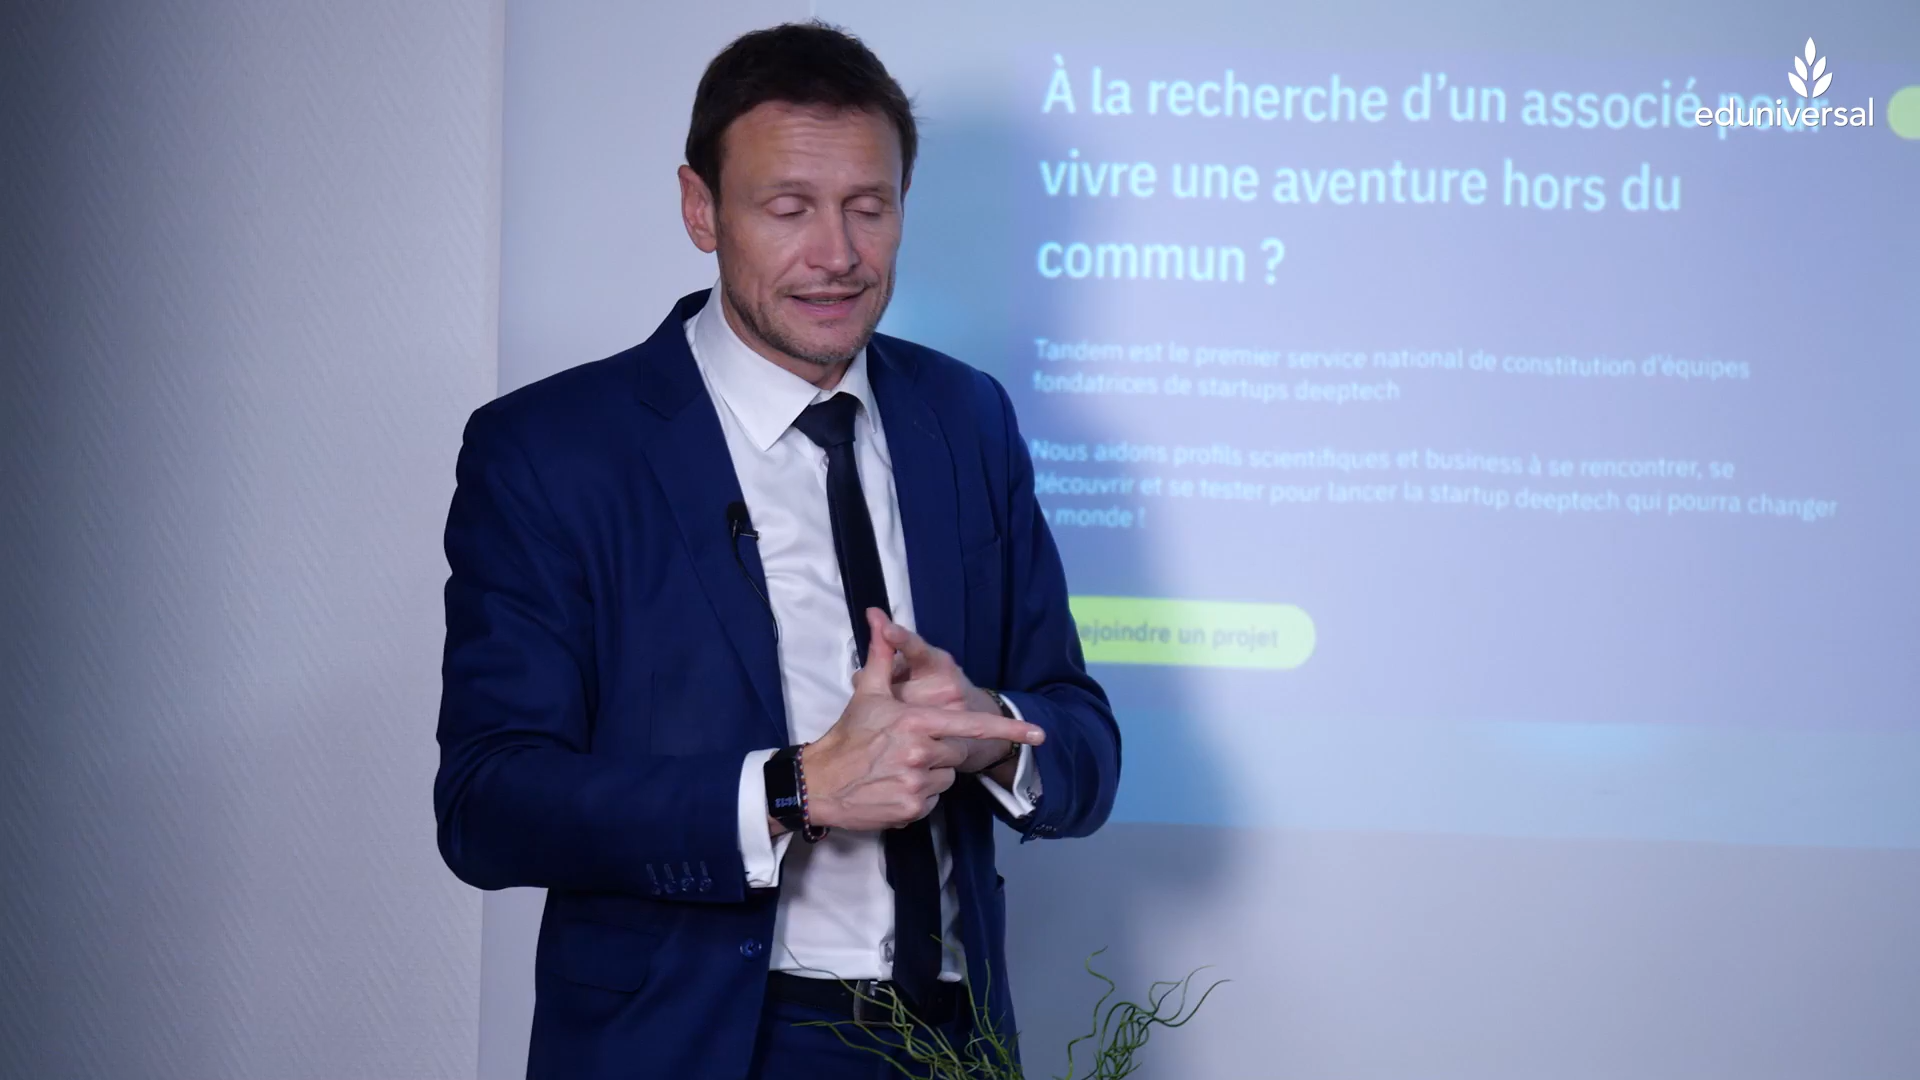 À la recherche d'un associé pour
eduniversal
vivre une aventure hors du
commun ?
Tandem est le premier service national de constitution d'équipes
fondatrices de startups deeptech
Nous aidons profils scientifiques et business à se rencontrer, se
découvrir et se tester pour lancer la startup deeptech qui pourra changer
monde !
ejoindre un projet